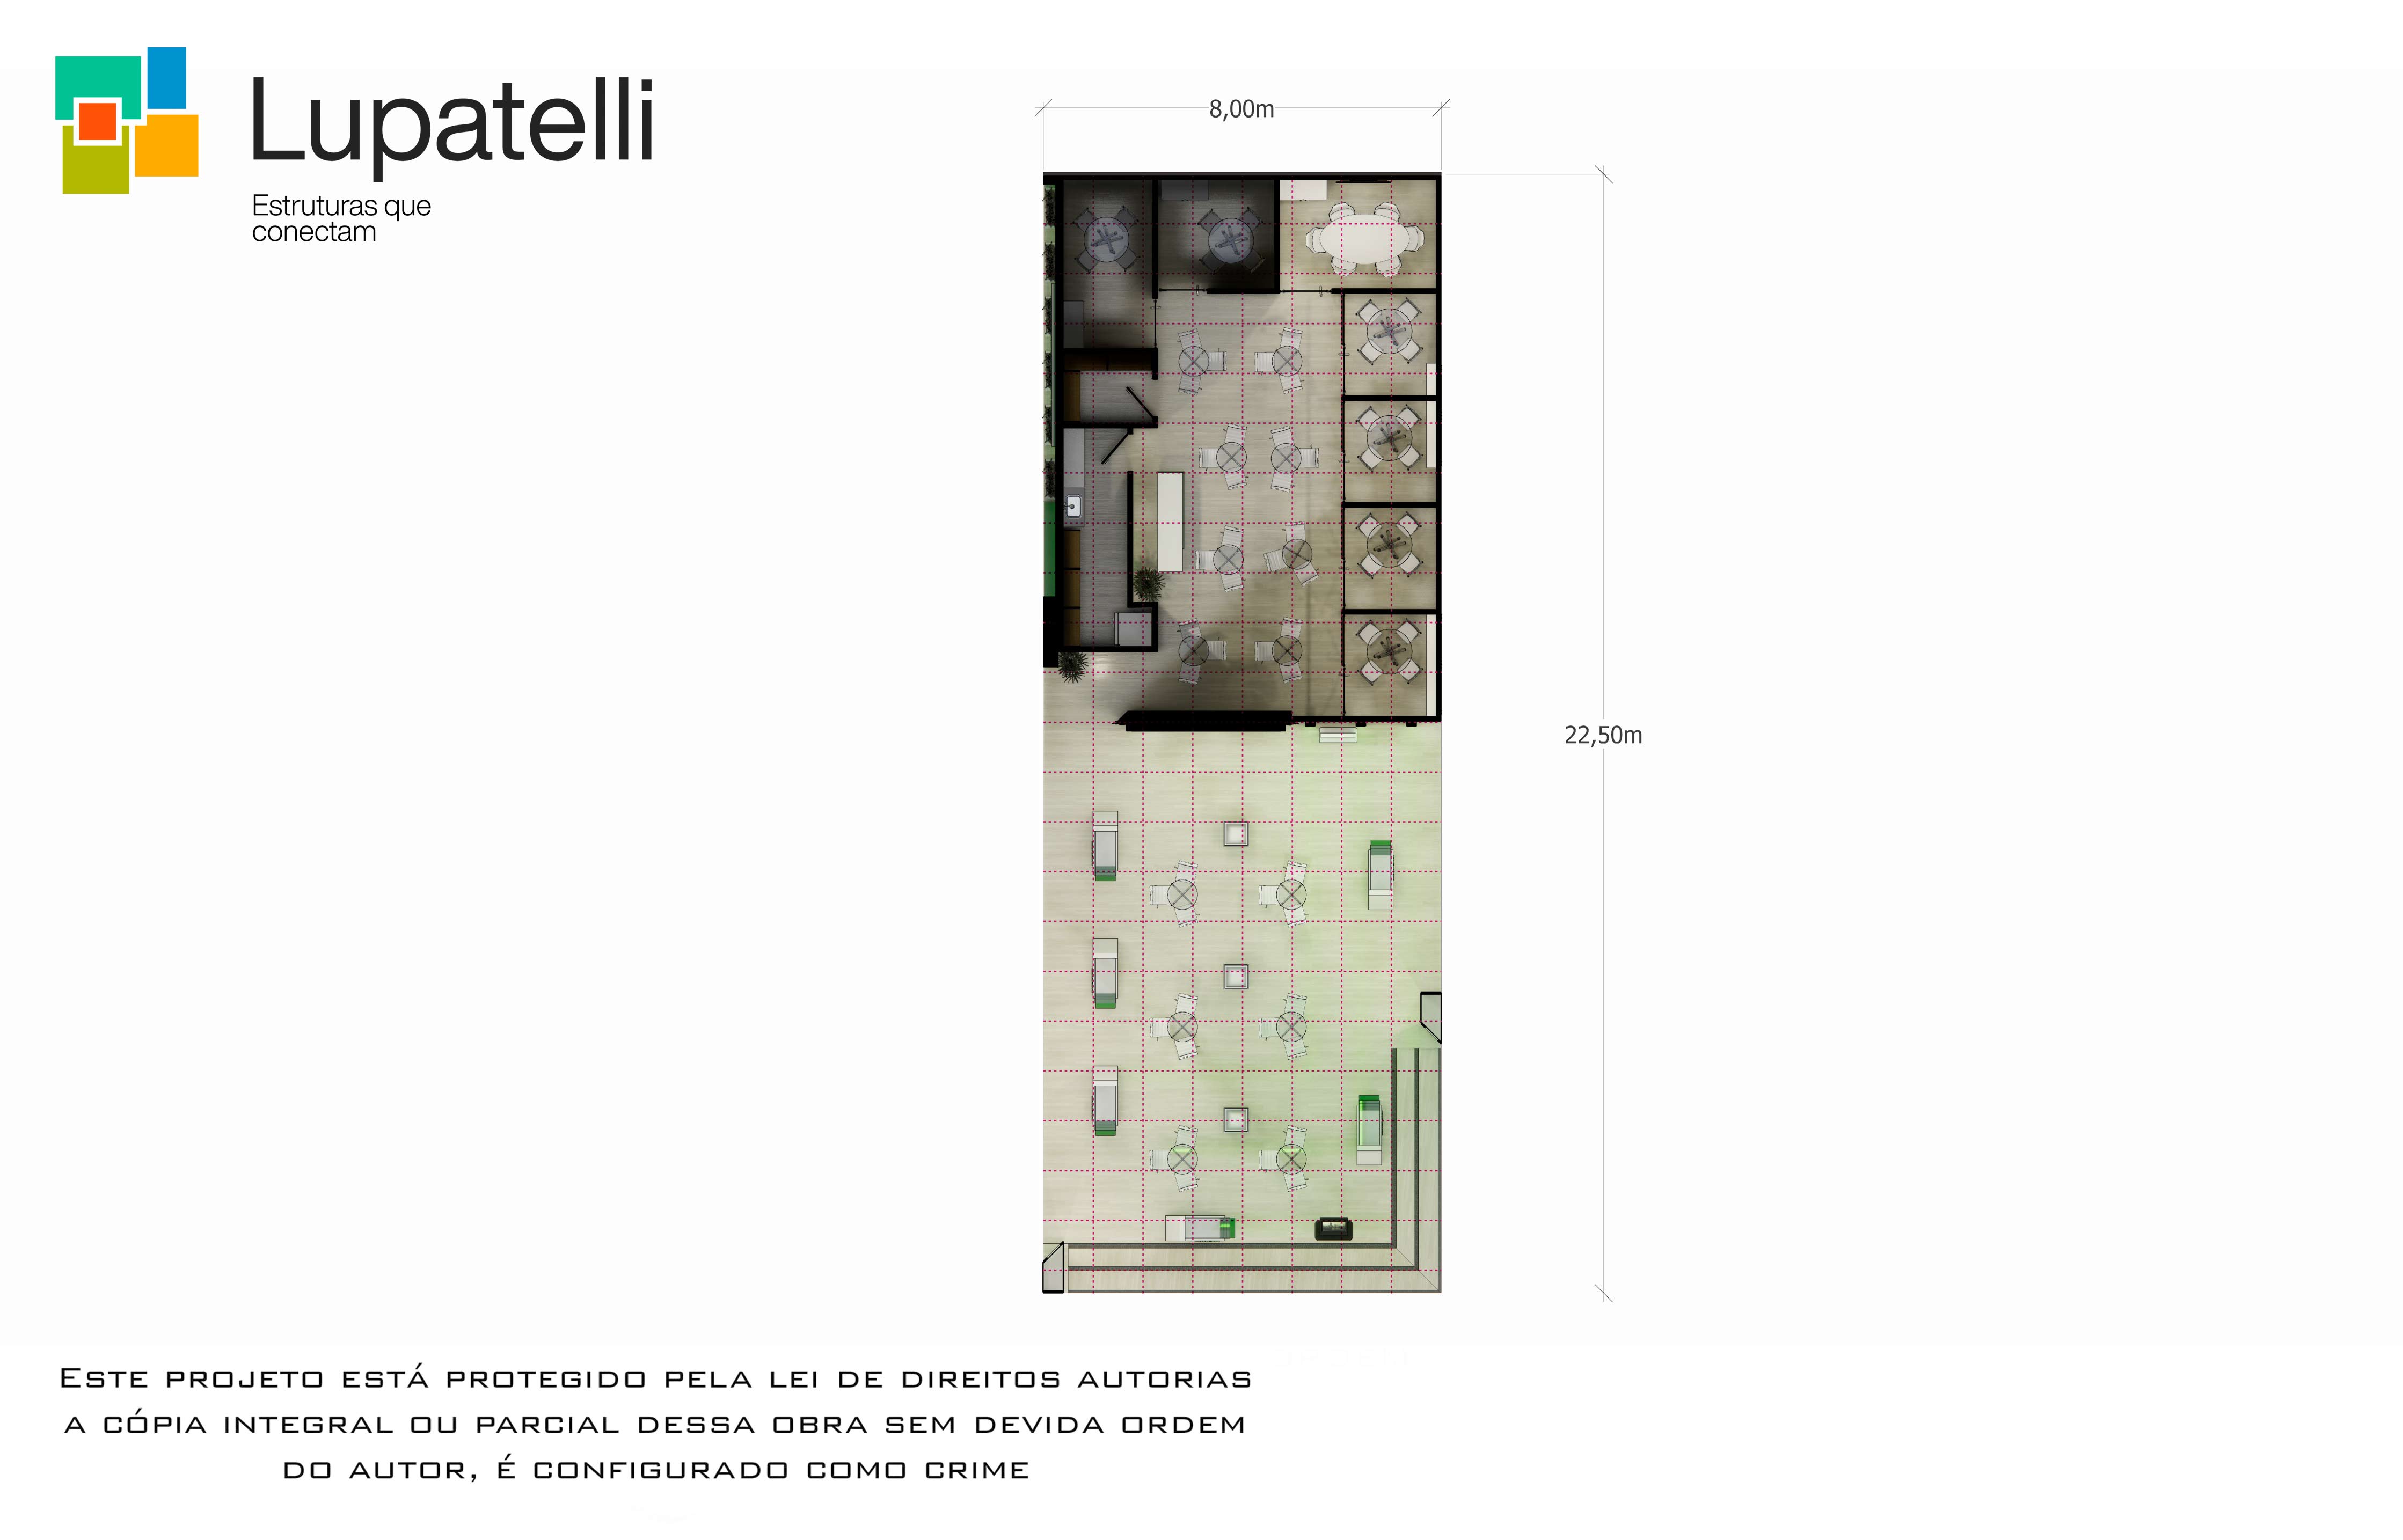 Lupatelli
Estruturas que
conectam
8,00m
22,50m
ESTE PROJETO ESTÁ PROTEGIDO PELA LEI DE DIREITOS AUTORIAS
A CÓPIA INTEGRAL OU PARCIAL DESSA OBRA SEM DEVIDA ORDEM
DO AUTOR, É CONFIGURADO COMO CRIME